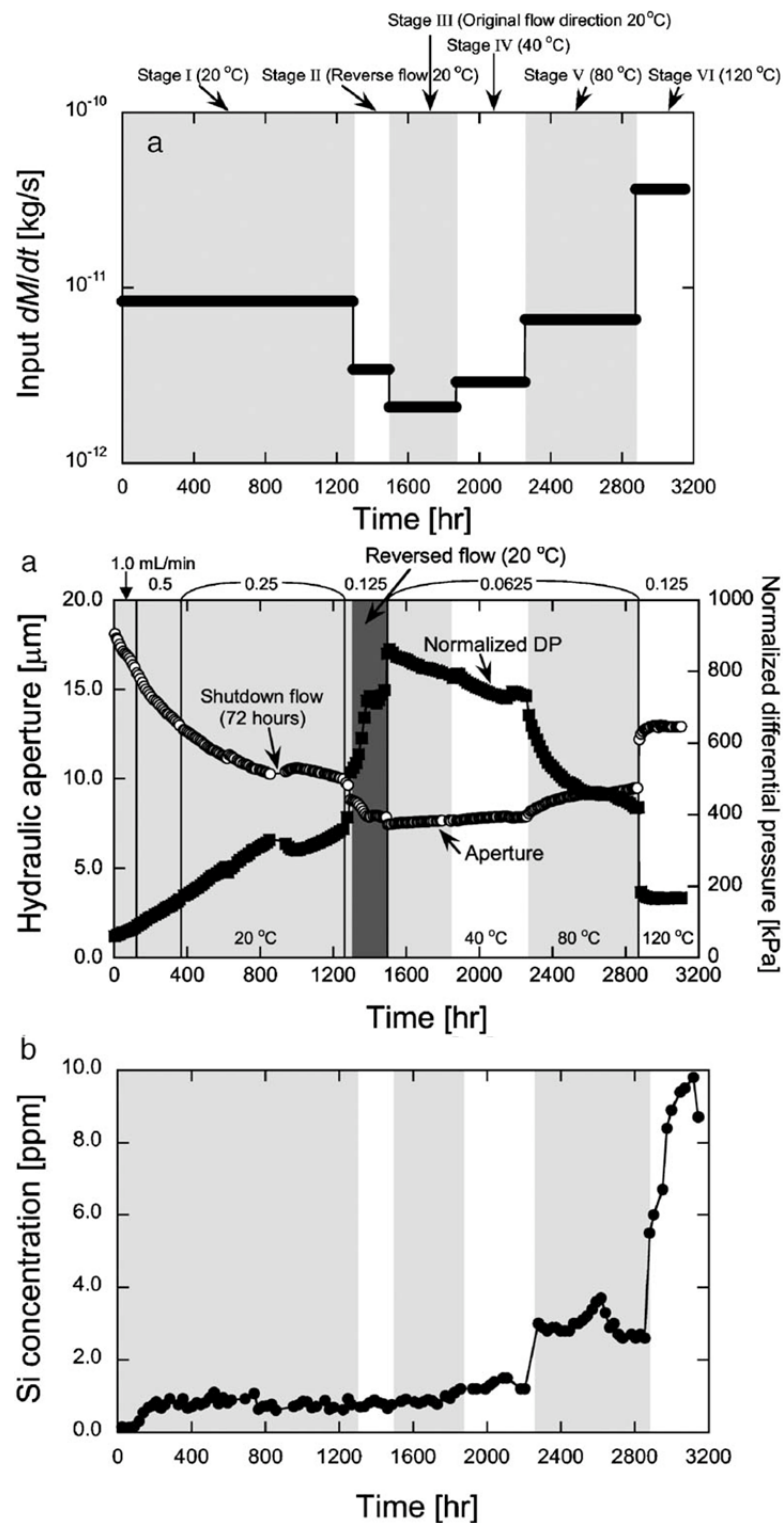 Stage III (Original flow direction 20°C)
Stage IV (40 °C)
Stage I (20 °C) Stage II (Reverse flow 20°C) Stage V (80 °C) Stage VI (120 °C)
a
Input dM/dt [kg/s]
10-10
10-11
10-12
0 400 800 1200 1600 2000 2400 2800 3200
Time [hr]
a
Reversed flow (20 °C)
1.0 mL/min
0.5 0.25 0.125 0.0625 0.125
Hydraulic aperture [μm]
20.0
15.0
10.0
5.0
0.0
Normalized differential pressure [kPa]
1000
800
600
400
200
0
Normalized DP
Shutdown flow
(72 hours)
Aperture
20 °C 40 °C 80 °C 120 °C
0 400 800 1200 1600 2000 2400 2800 3200
Time [hr]
b
Si concentration [ppm]
10.0
8.0
6.0
4.0
2.0
0.0
0 400 800 1200 1600 2000 2400 2800 3200
Time [hr]